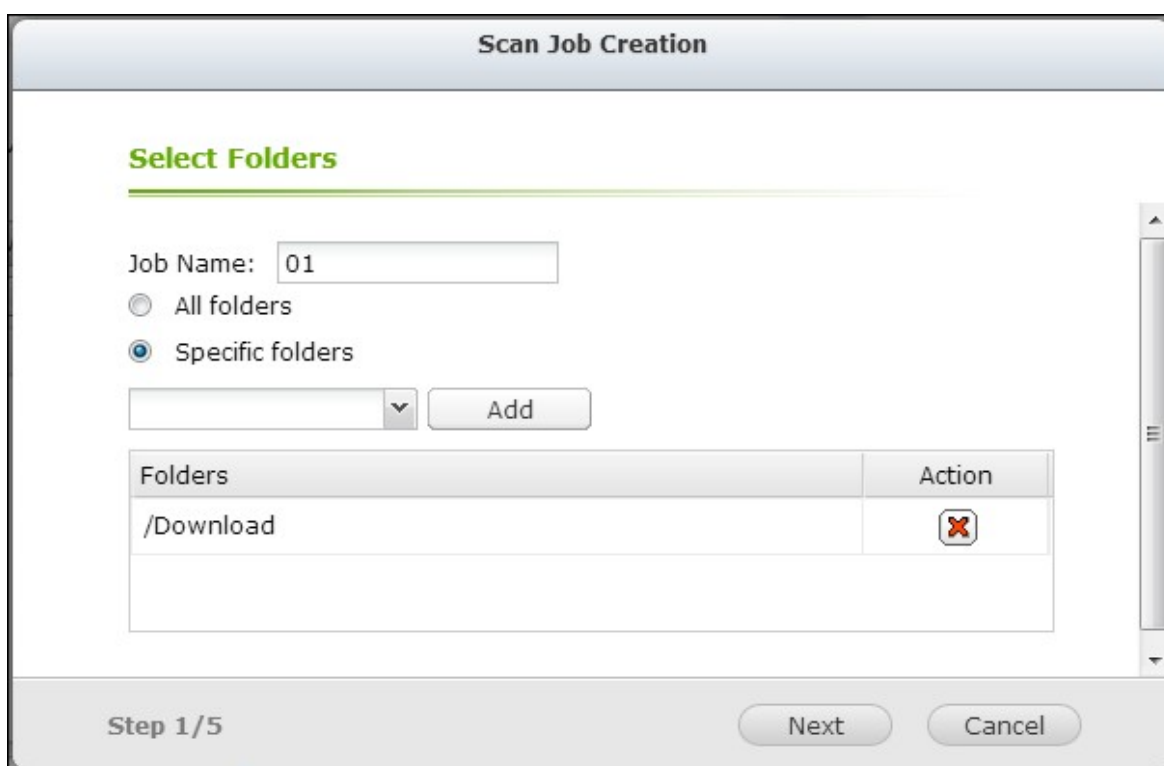 Scan Job Creation
Select Folders
Job Name: 01
All folders
Specific folders
Add
Folders Action
/Download
Step 1/5 Next Cancel